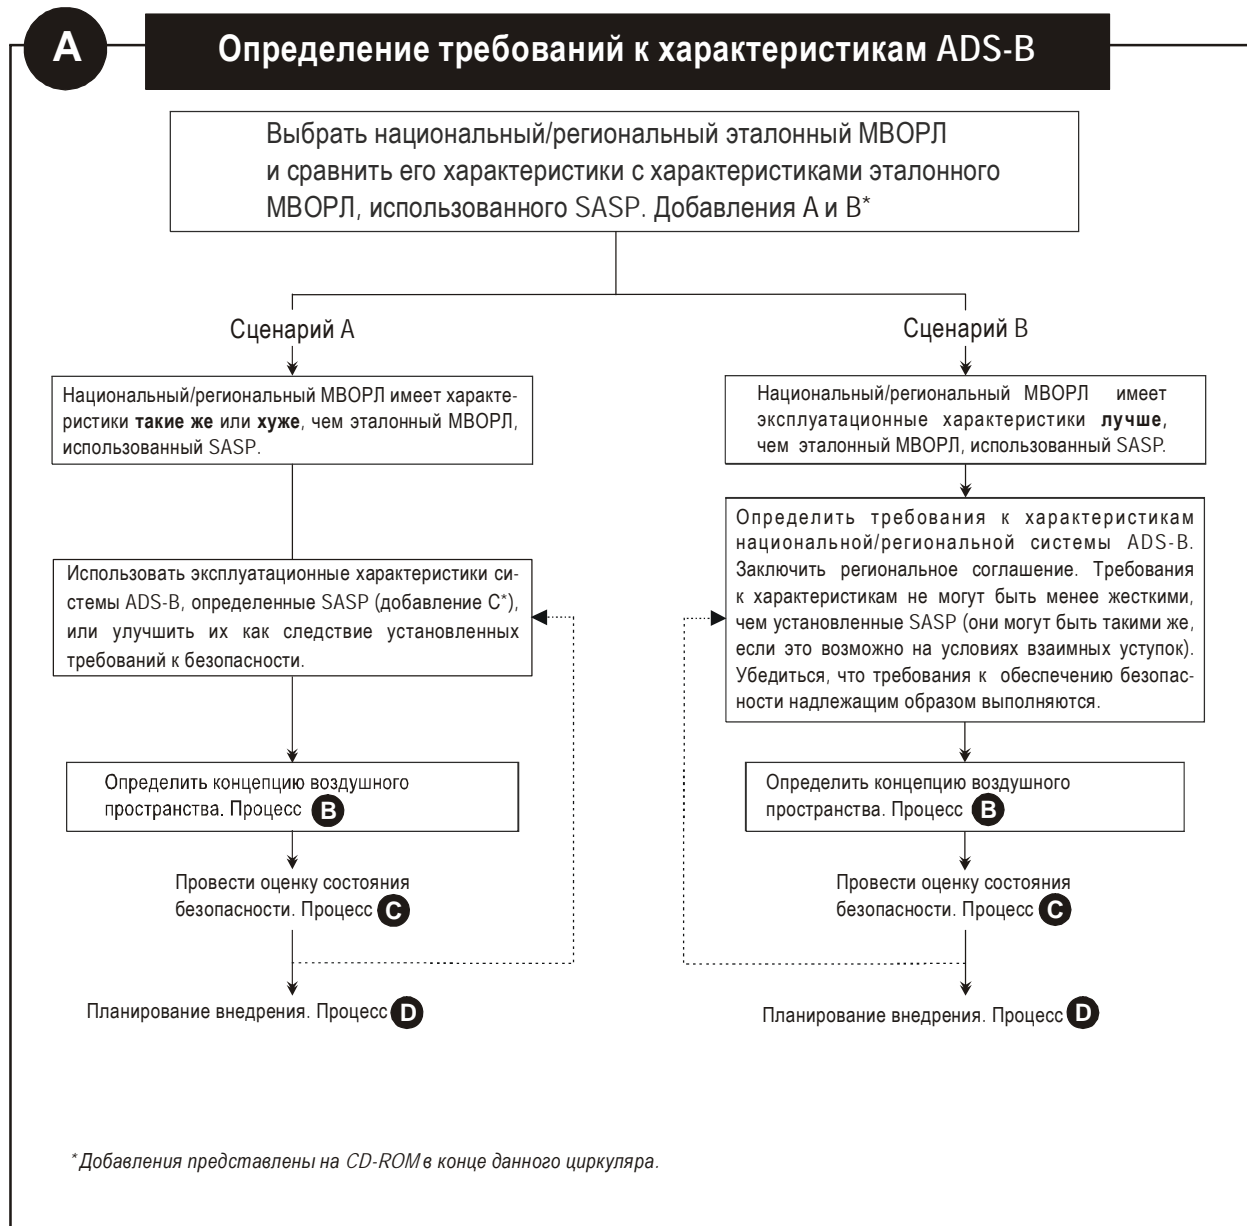 A
Определение требований к характеристикам ADS-B
Выбрать национальный/региональный эталонный МВОРЛ
и сравнить его характеристики с характеристиками эталонного
МВОРЛ, использованного SASP. Добавления А и В*
Сценарий А
Национальный/региональный МВОРЛ имеет характе-
ристики такие же или хуже, чем эталонный МВОРЛ,
использованный SASP.
Использовать эксплуатационные характеристики си-
стемы ADS-B, определенные SASP (добавление С*),
или улучшить их как следствие установленных
требований к безопасности.
Определить концепцию воздушного
пространства. Процесс B
Провести оценку состояния
безопасности. Процесс C
Планирование внедрения. Процесс D
Сценарий В
Национальный/региональный МВОРЛ имеет
эксплуатационные характеристики лучше,
чем эталонный МВОРЛ, использованный SASP.
Определить требования к характеристикам
национальной/региональной системы ADS-B.
Заключить региональное соглашение. Требования
к характеристикам не могут быть менее жесткими,
чем установленные SASP (они могут быть такими же,
если это возможно на условиях взаимных уступок).
Убедиться, что требования к обеспечению безопас-
ности надлежащим образом выполняются.
Определить концепцию воздушного
пространства. Процесс B
Провести оценку состояния
безопасности. Процесс C
Планирование внедрения. Процесс D
* Добавления представлены на CD-ROM в конце данного циркуляра.